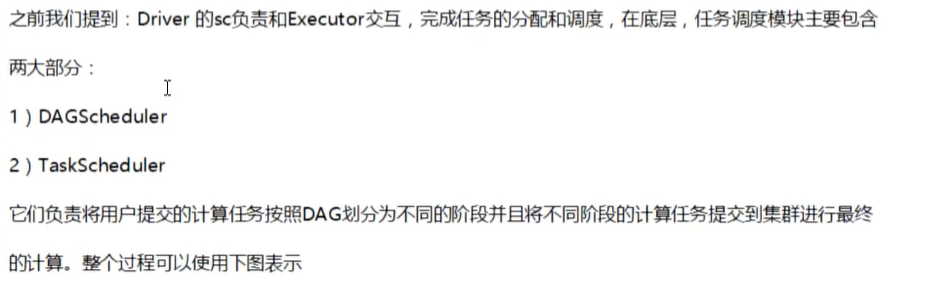 之前我们提到：Driver 的sc负责和Executor交互，完成任务的分配和调度，在底层，任务调度模块主要包含
两大部分：
1）DAGScheduler
2）TaskScheduler
它们负责将用户提交的计算任务按照DAG划分为不同的阶段并且将不同阶段的计算任务提交到集群进行最终
的计算。整个过程可以使用下图表示